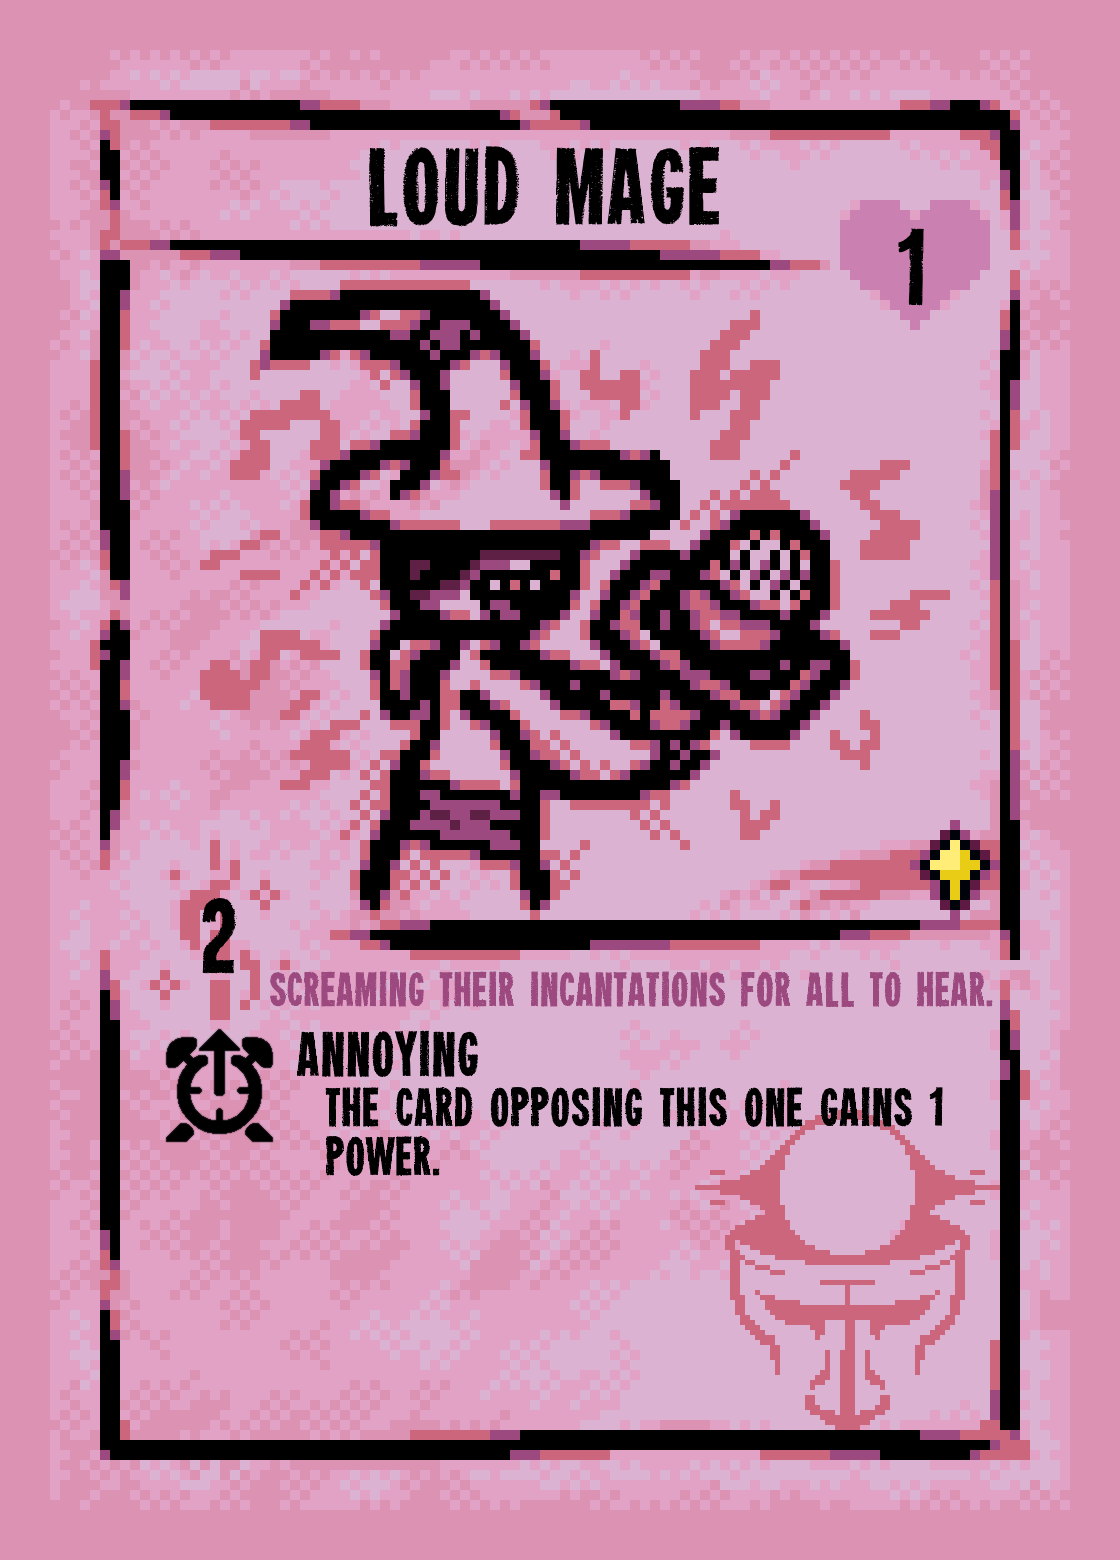 LOUD MAGE
1
2
SCREAMING THEIR INCANTATIONS FOR ALL TO HEAR.
ANNOYING
THE CARD OPPOSING THIS ONE GAINS 1
POWER.